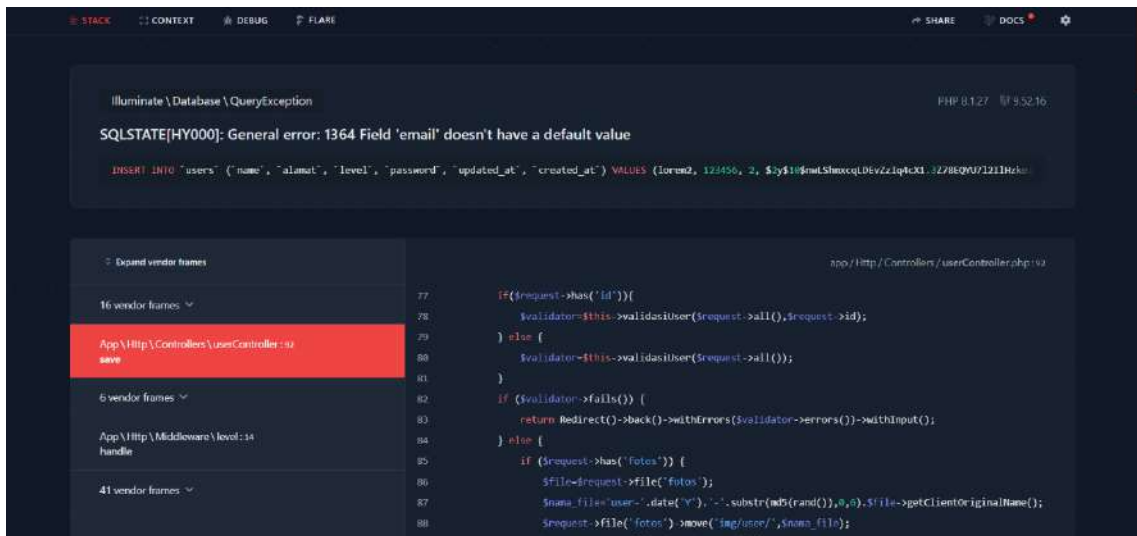 STACK CONTEXT DEBUG FLARE SHARE DOCS
Illuminate \ Database \ QueryException
PHP 8.1.27 9.52.16
SQLSTATE[HY000]: General error: 1364 Field 'email' doesn't have a default value
INSERT INTO `users` (`name`, `alamat`, `level`, `password`, `updated_at`, `created_at`) VALUES (lorem2, 123456, 2,
Expand vendor frames
app / Http / Controllers / userController.php : 92
16 vendor frames
App \ Http \ Controllers \ userController : 92
save
6 vendor frames
App \ Http \ Middleware \ level : 14
handle
41 vendor frames
77 if($request->has('id')){
78 $validator=$this->validasiUser($request->all(),$request->id);
79 } else {
80 $validator=$this->validasiUser($request->all());
81 }
82 if ($validator->fails()) {
83 return Redirect()->back()->withErrors($validator->errors())->withInput();
84 } else {
85 if ($request->has('fotos')) {
86 $file=$request->file('fotos');
87 $nama_file='user-'.date('Y').'-'.substr(md5(rand()),0,6).$file->getClientOriginalName();
88 $request->file('fotos')->move('img/user/',$nama_file);